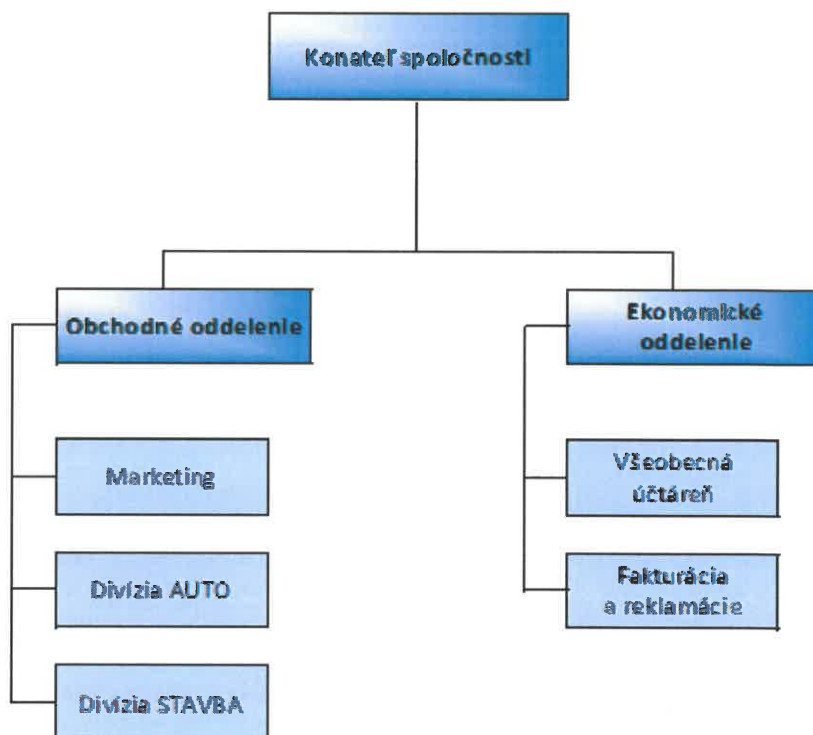 Konateľ spoločnosti
Obchodné oddelenie
Ekonomické
oddelenie
Marketing
Všeobecná
účtáreň
Divízia AUTO
Fakturácia
a reklamácie
Divízia STAVBA